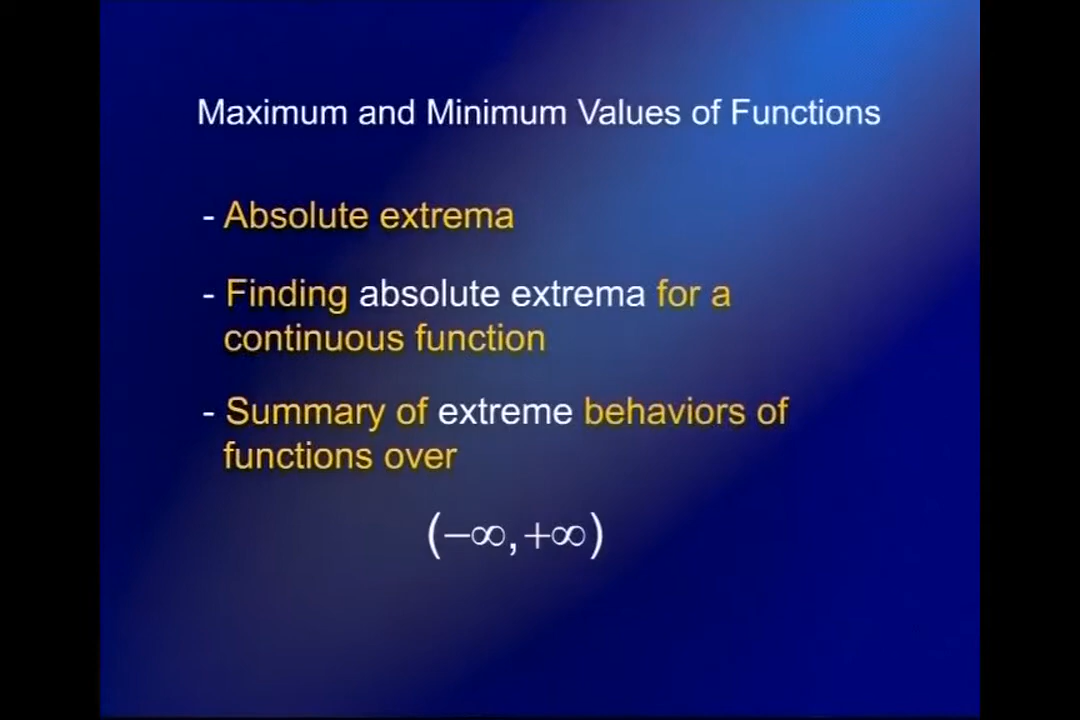 Maximum and Minimum Values of Functions
- Absolute extrema
- Finding absolute extrema for a
continuous function
- Summary of extreme behaviors of
functions over
(−∞,+∞)